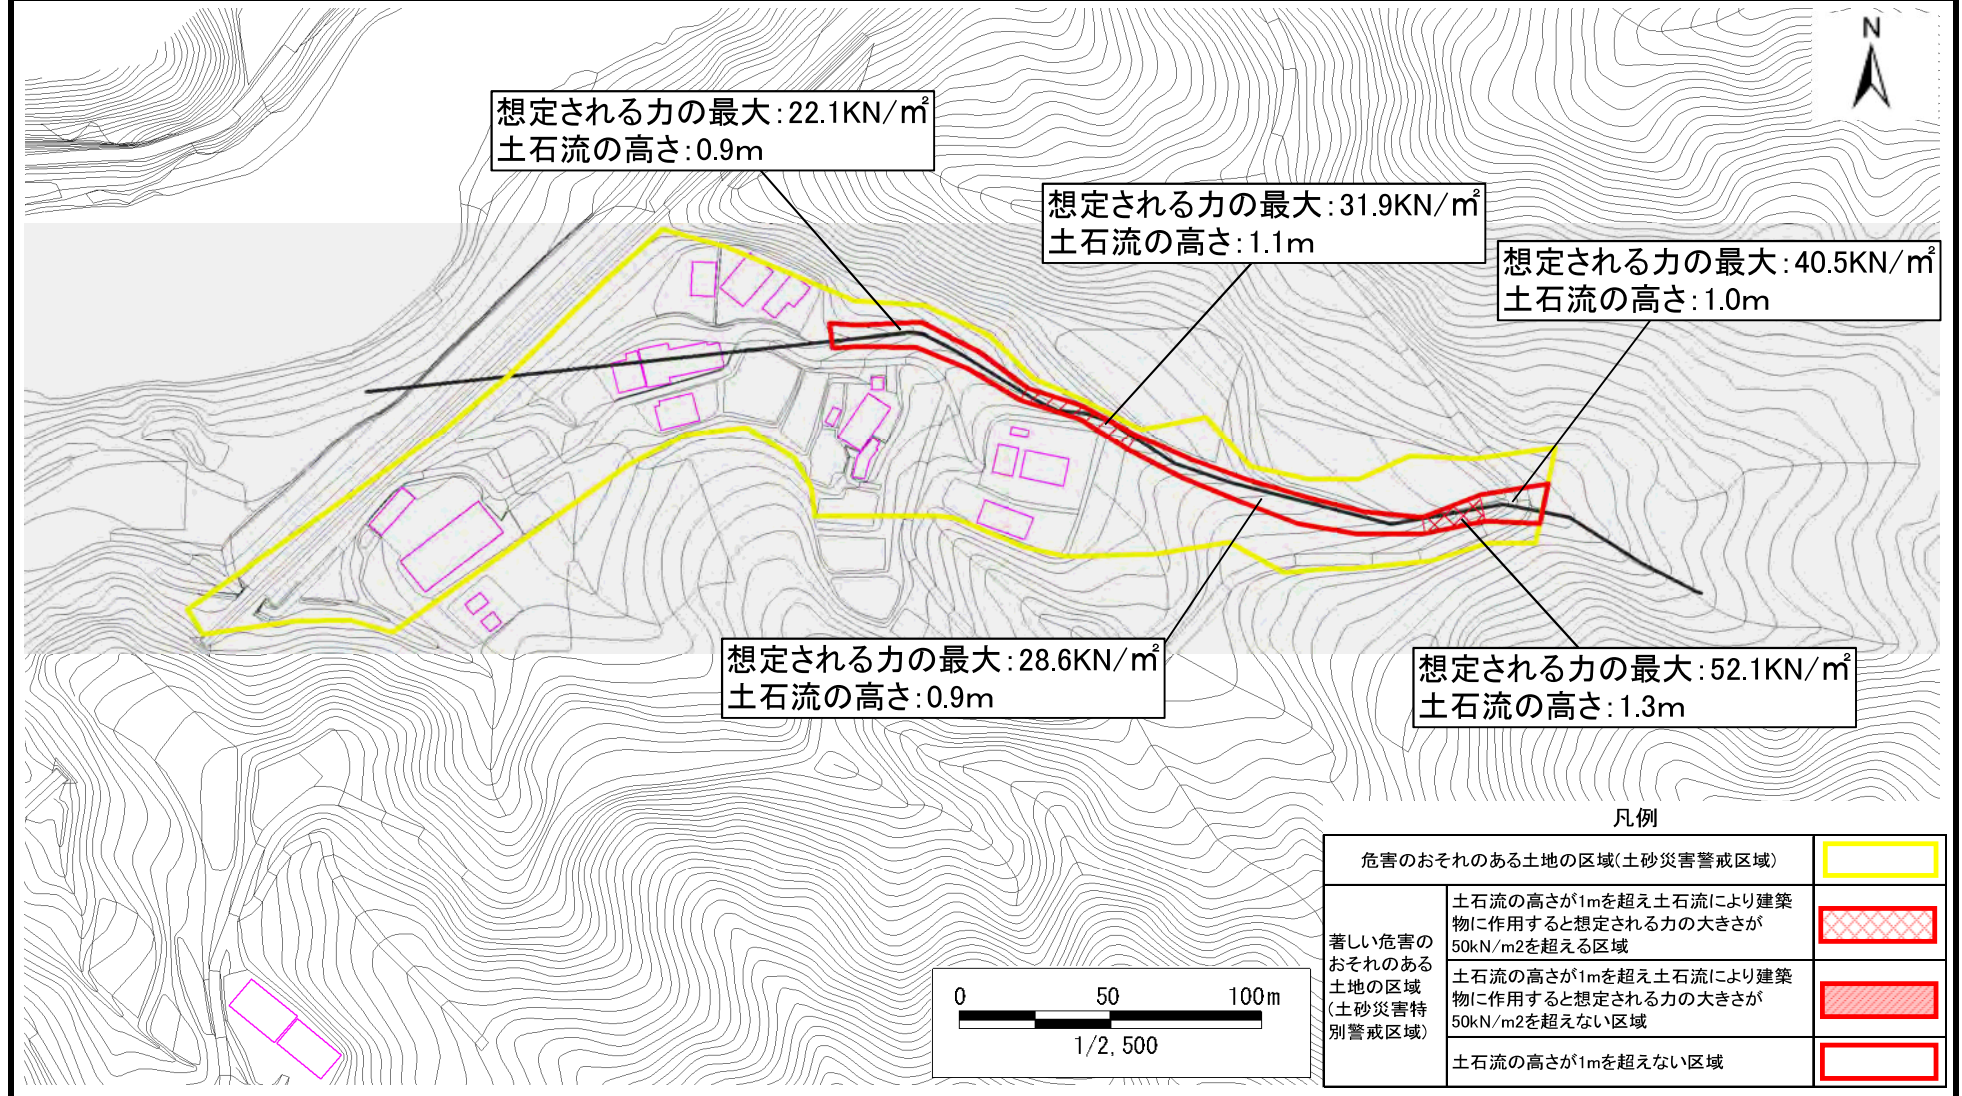 N
想定される力の最大:22.1KN/㎡
土石流の高さ:0.9m
想定される力の最大:31.9KN/㎡
土石流の高さ:1.1m
想定される力の最大:40.5KN/㎡
土石流の高さ:1.0m
想定される力の最大:28.6KN/㎡
土石流の高さ:0.9m
想定される力の最大:52.1KN/㎡
土石流の高さ:1.3m
凡例
危害のおそれのある土地の区域(土砂災害警戒区域)
著しい危害の
おそれのある
土地の区域
(土砂災害特
別警戒区域)
土石流の高さが1mを超え土石流により建築
物に作用すると想定される力の大きさが
50kN/m2を超える区域
土石流の高さが1mを超え土石流により建築
物に作用すると想定される力の大きさが
50kN/m2を超えない区域
土石流の高さが1mを超えない区域
0 50 100m
1/2,500